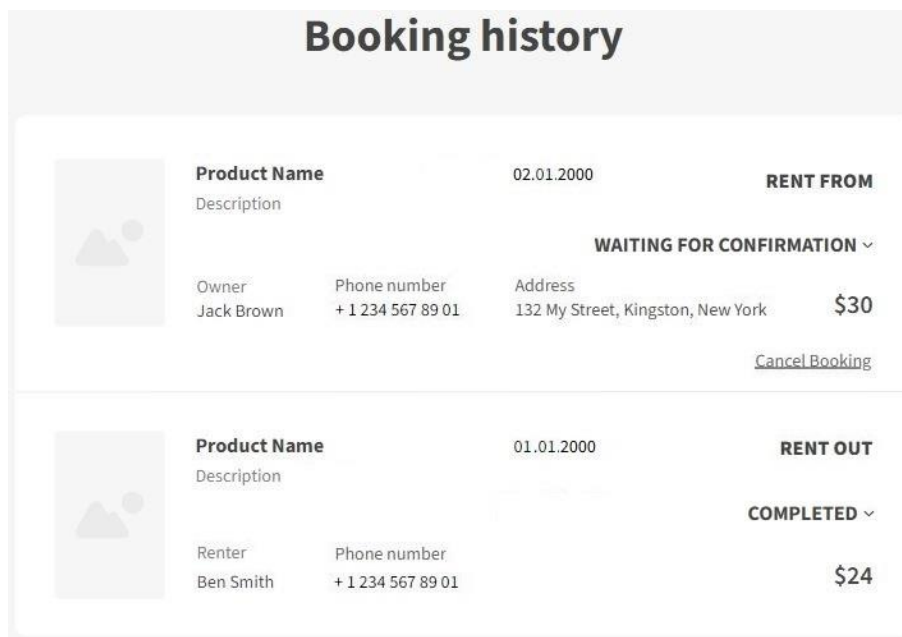 Booking history
Product Name 02.01.2000 RENT FROM
Description
WAITING FOR CONFIRMATION
Owner Phone number Address
Jack Brown + 1 234 567 89 01 132 My Street, Kingston, New York $30
Cancel Booking
Product Name 01.01.2000 RENT OUT
Description
COMPLETED
Renter Phone number
Ben Smith + 1 234 567 89 01 $24